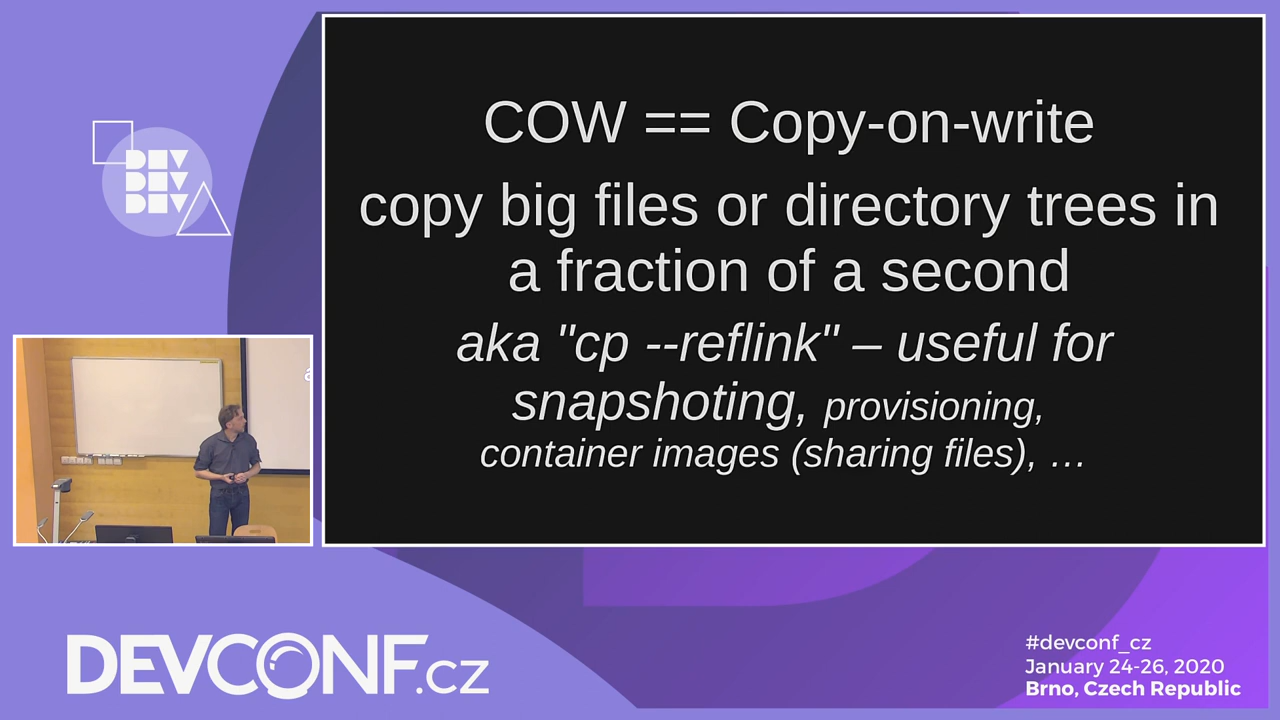 DEV
DEV
DEV
COW == Copy-on-write
copy big files or directory trees in
a fraction of a second
aka "cp --reflink" – useful for
snapshoting, provisioning,
container images (sharing files), …
DEVCONF.cz
#devconf_cz
January 24-26, 2020
Brno, Czech Republic